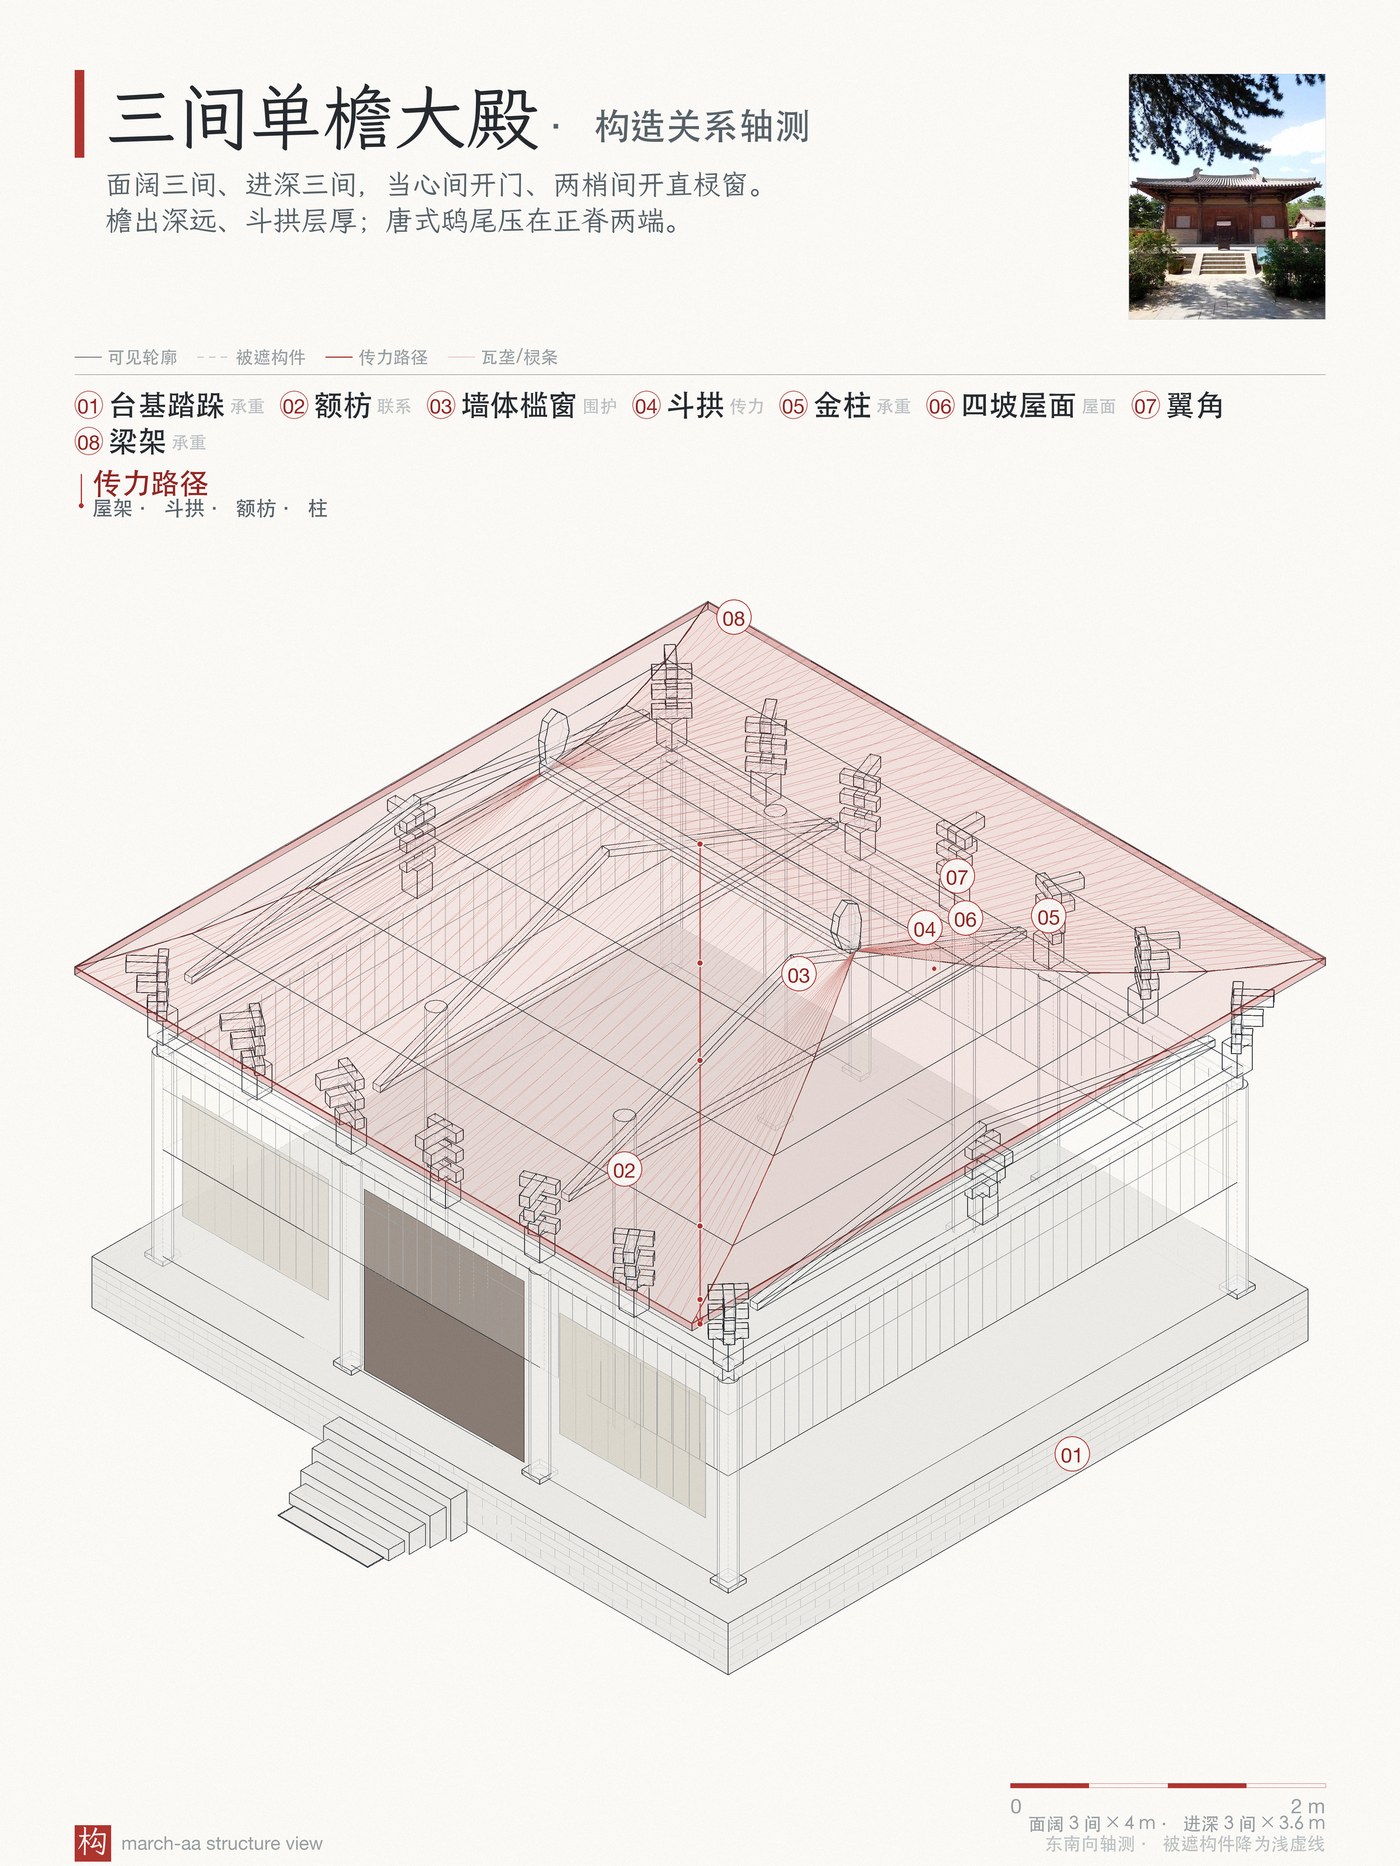 三间单檐大殿 · 构造关系轴测
面阔三间、进深三间，当心间开门、两梢间开直棂窗。
檐出深远、斗拱层厚；唐式鸱尾压在正脊两端。
可见轮廓 被遮构件 传力路径 瓦垄/棂条
01 台基踏跺 承重 02 额枋 联系 03 墙体槛窗 围护 04 斗拱 传力 05 金柱 承重 06 四坡屋面 屋面 07 翼角
08 梁架 承重
传力路径
屋架 · 斗拱 · 额枋 · 柱
08
07
06
05
04
03
02
01
0 2 m
面阔 3 间 × 4 m · 进深 3 间 × 3.6 m
东南向轴测 · 被遮构件降为浅虚线
构 march-aa structure view